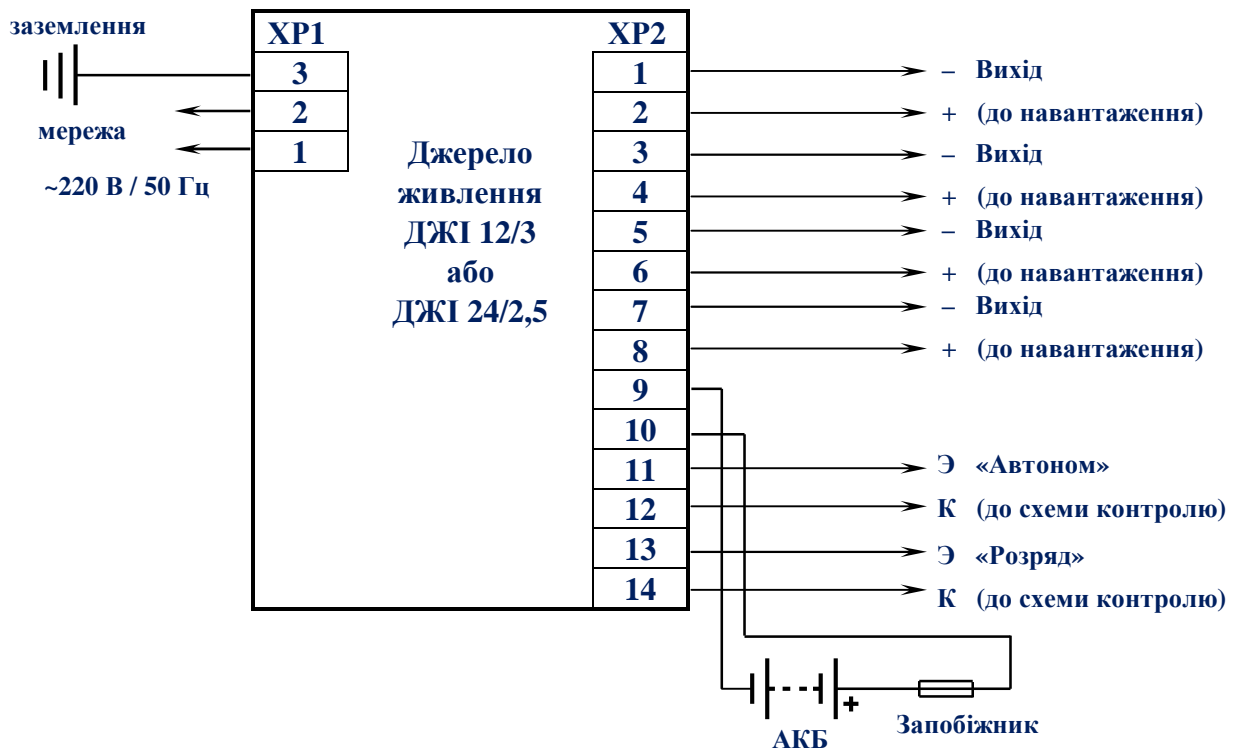 заземлення
XP1
XP2
3
2
1
мережа
~220 В / 50 Гц
Джерело
живлення
ДЖІ 12/3
або
ДЖІ 24/2,5
1
– Вихід
2
+ (до навантаження)
3
– Вихід
4
+ (до навантаження)
5
– Вихід
6
+ (до навантаження)
7
– Вихід
8
+ (до навантаження)
9
10
11
Э «Автоном»
12
К (до схеми контролю)
13
Э «Розряд»
14
К (до схеми контролю)
+
АКБ
Запобіжник